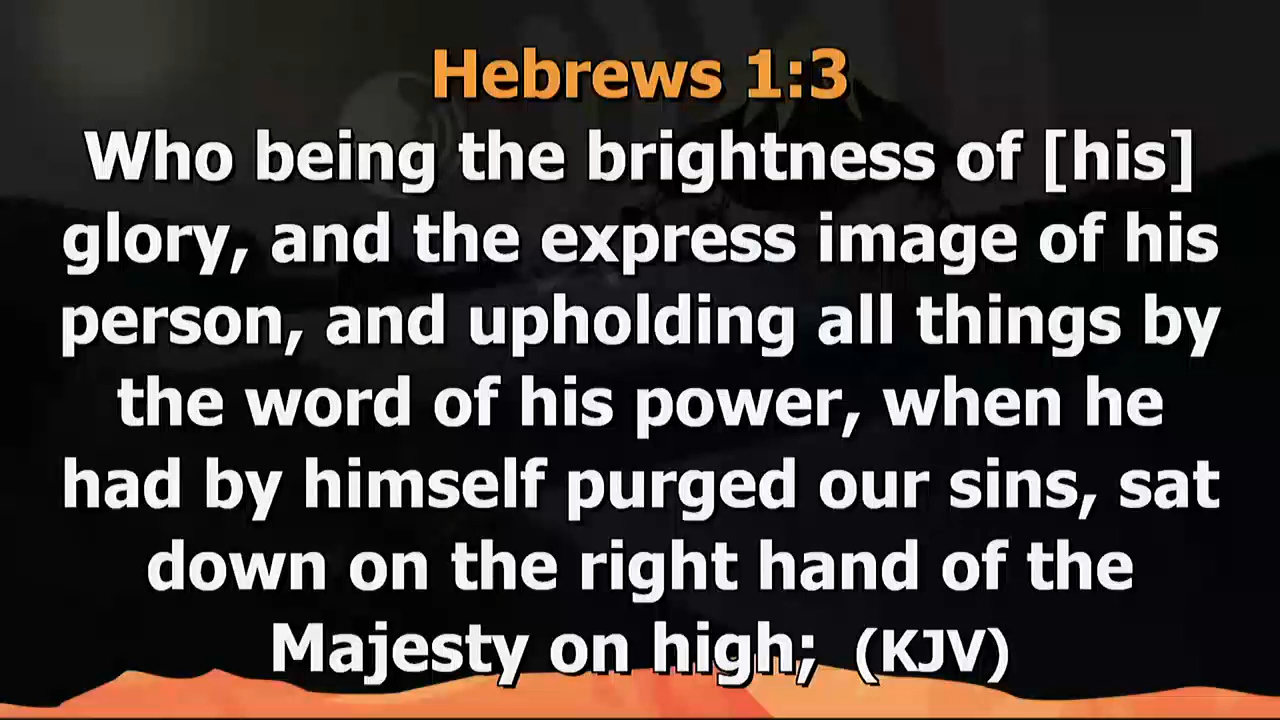 Hebrews 1:3
Who being the brightness of [his]
glory, and the express image of his
person, and upholding all things by
the word of his power, when he
had by himself purged our sins, sat
down on the right hand of the
Majesty on high; (KJV)